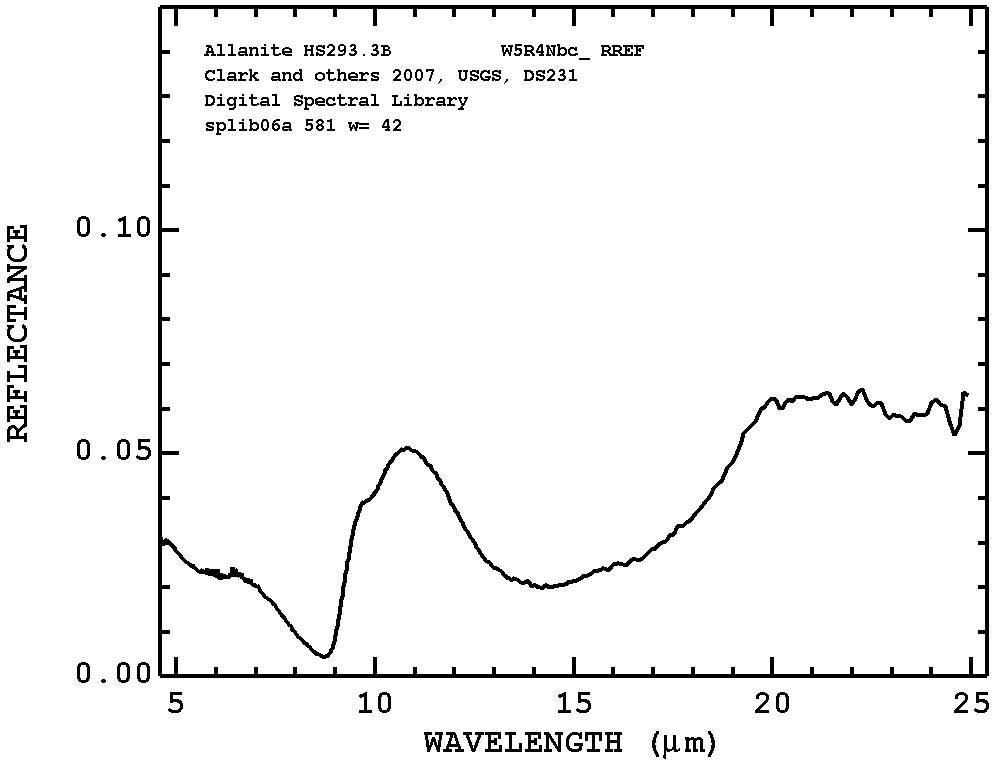 Allanite HS293.3B W5R4Nbc_ RREF
Clark and others 2007, USGS, DS231
Digital Spectral Library
splib06a 581 w= 42
REFLECTANCE
0.10
0.05
0.00
5 10 15 20 25
WAVELENGTH (μm)